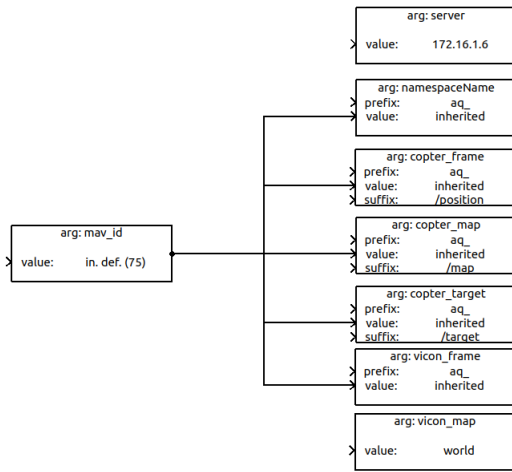 arg: server
value: 172.16.1.6
arg: namespaceName
prefix: aq_
value: inherited
arg: copter_frame
prefix: aq_
value: inherited
suffix: /position
arg: mav_id
value: in. def. (75)
arg: copter_map
prefix: aq_
value: inherited
suffix: /map
arg: copter_target
prefix: aq_
value: inherited
suffix: /target
arg: vicon_frame
prefix: aq_
value: inherited
arg: vicon_map
value: world